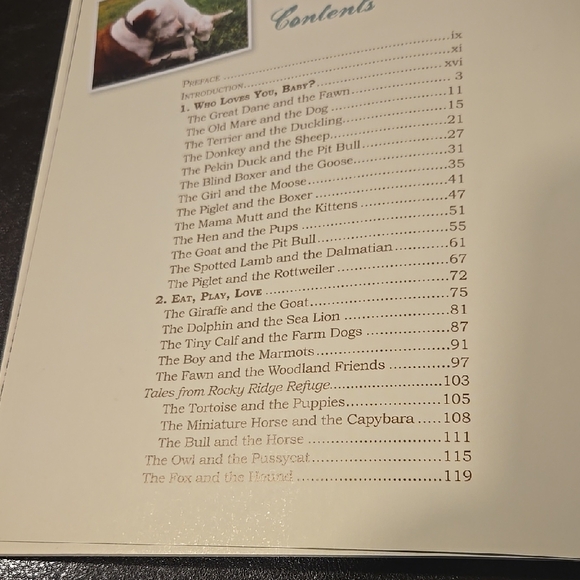 Contents
Preface ........ ix
Introduction ........ xi
1. Who Loves You, Baby? ........ xvi
The Great Dane and the Fawn ........ 3
The Old Mare and the Dog ........ 11
The Terrier and the Duckling ........ 15
The Donkey and the Sheep ........ 21
The Pekin Duck and the Pit Bull ........ 27
The Blind Boxer and the Goose ........ 31
The Girl and the Moose ........ 35
The Piglet and the Boxer ........ 41
The Mama Mutt and the Kittens ........ 47
The Hen and the Pups ........ 51
The Goat and the Pit Bull ........ 55
The Spotted Lamb and the Dalmatian ........ 61
The Piglet and the Rottweiler ........ 67
2. Eat, Play, Love ........ 72
The Giraffe and the Goat ........ 75
The Dolphin and the Sea Lion ........ 81
The Tiny Calf and the Farm Dogs ........ 87
The Boy and the Marmots ........ 91
The Fawn and the Woodland Friends ........ 97
Tales from Rocky Ridge Refuge ........ 103
The Tortoise and the Puppies ........ 105
The Miniature Horse and the Capybara ..... 108
The Bull and the Horse ........ 111
The Owl and the Pussycat ........ 115
The Fox and the Hound ........ 119